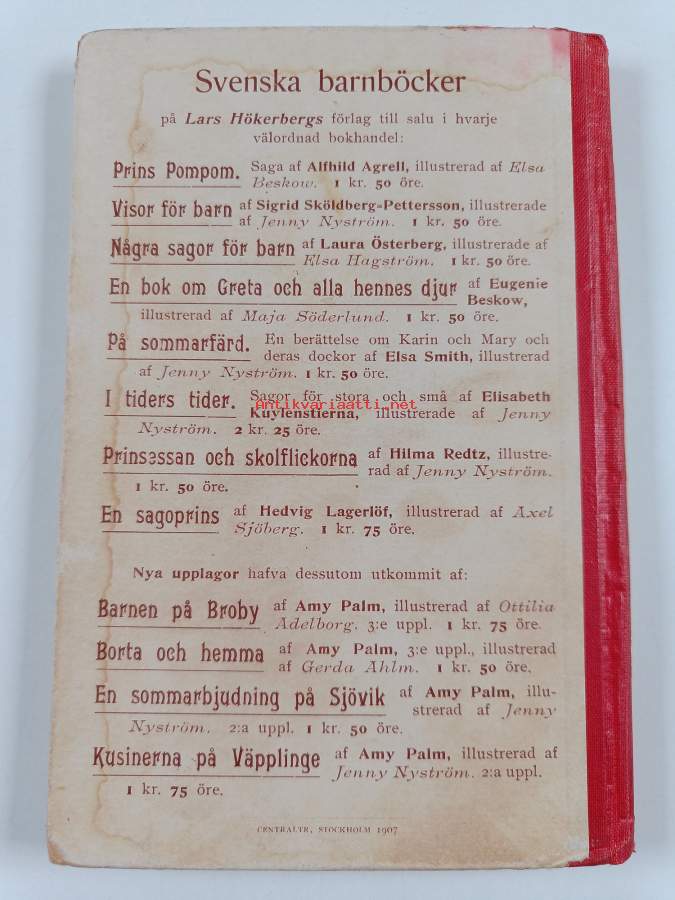 Svenska barnböcker
på Lars Hökerbergs förlag till salu i hvarje
välordnad bokhandel:
Prins Pompom. Saga af Alfhild Agrell, illustrerad af Elsa
Beskow. 1 kr. 50 öre.
Visor för barn af Sigrid Sköldberg-Pettersson, illustrerade
af Jenny Nyström. 1 kr. 50 öre.
Några sagor för barn af Laura Österberg, illustrerade af
Elsa Hagström. 1 kr. 50 öre.
En bok om Greta och alla hennes djur af Eugenie
Beskow,
illustrerad af Maja Söderlund. 1 kr. 50 öre.
På sommarfärd. En berättelse om Karin och Mary och
deras dockor af Elsa Smith, illustrerad
af Jenny Nyström. 1 kr. 50 öre.
I tiders tider. Sagor för stora och små af Elisabeth
Antikvariaatti.net
Kuylenstierna, illustrerade af Jenny
Nyström. 2 kr. 25 öre.
Prinsessan och skolflickorna af Hilma Redtz, illustre-
rad af Jenny Nyström.
1 kr. 50 öre.
En sagoprins af Hedvig Lagerlöf, illustrerad af Axel
Sjöberg. 1 kr. 75 öre.
Nya upplagor hafva dessutom utkommit af:
Barnen på Broby af Amy Palm, illustrerad af Ottilia
Adelborg. 3:e uppl. 1 kr. 75 öre.
Borta och hemma af Amy Palm, 3:e uppl., illustrerad
af Gerda Ahlm. 1 kr. 50 öre.
En sommarbjudning på Sjövik af Amy Palm, illu-
strerad af Jenny
Nyström. 2:a uppl. 1 kr. 50 öre.
Kusinerna på Väpplinge af Amy Palm, illustrerad af
Jenny Nyström. 2:a uppl.
1 kr. 75 öre.
CENTRALTR, STOCKHOLM 1907